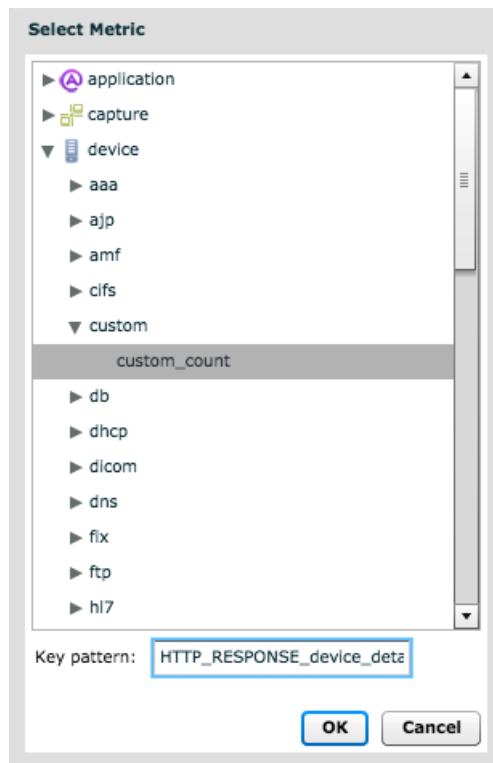 Select Metric
application
capture
device
aaa
ajp
amf
cifs
custom
custom_count
db
dhcp
dicom
dns
fix
ftp
hl7
Key pattern: HTTP_RESPONSE_device_deta
OK Cancel